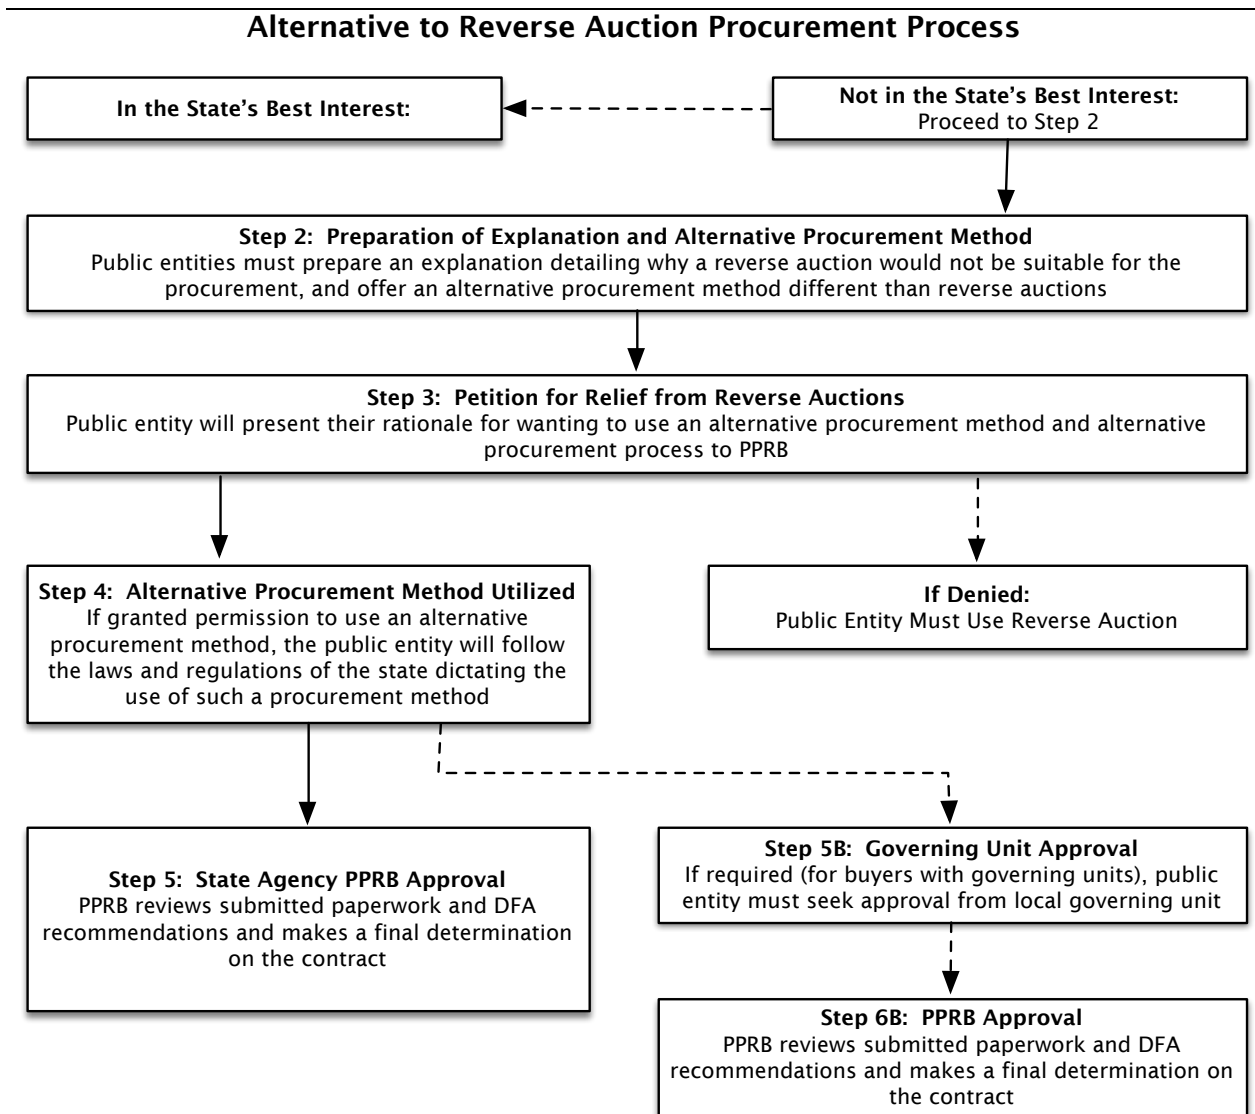 Alternative to Reverse Auction Procurement Process
In the State’s Best Interest:
Not in the State’s Best Interest:
Proceed to Step 2
Step 2:  Preparation of Explanation and Alternative Procurement Method
Public entities must prepare an explanation detailing why a reverse auction would not be suitable for the
procurement, and offer an alternative procurement method different than reverse auctions
Step 3:  Petition for Relief from Reverse Auctions
Public entity will present their rationale for wanting to use an alternative procurement method and alternative
procurement process to PPRB
Step 4:  Alternative Procurement Method Utilized
If granted permission to use an alternative
procurement method, the public entity will follow
the laws and regulations of the state dictating the
use of such a procurement method
If Denied:
Public Entity Must Use Reverse Auction
Step 5:  State Agency PPRB Approval
PPRB reviews submitted paperwork and DFA
recommendations and makes a final determination
on the contract
Step 5B:  Governing Unit Approval
If required (for buyers with governing units), public
entity must seek approval from local governing unit
Step 6B:  PPRB Approval
PPRB reviews submitted paperwork and DFA
recommendations and makes a final determination on
the contract